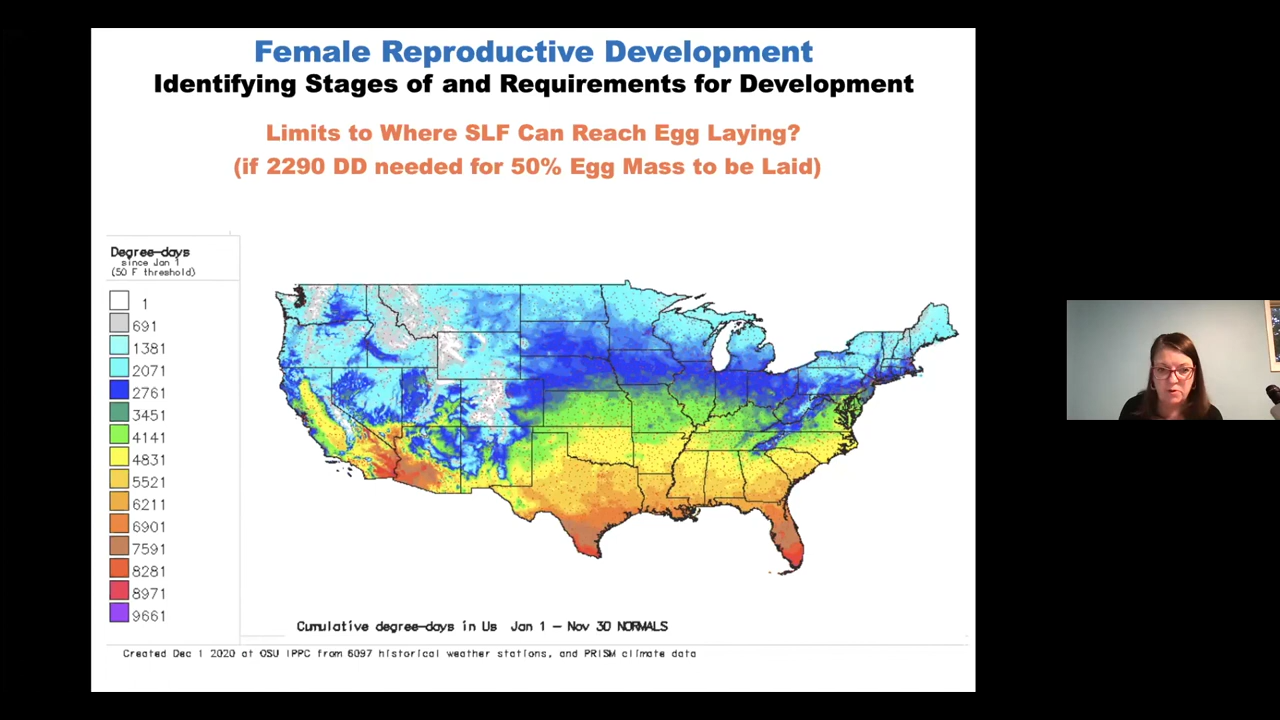 Female Reproductive Development
Identifying Stages of and Requirements for Development
Limits to Where SLF Can Reach Egg Laying?
(if 2290 DD needed for 50% Egg Mass to be Laid)
Degree-days
since Jan 1
(50 F threshold)
1
691
1381
2071
2761
3451
4141
4831
5521
6211
6901
7591
8281
8971
9661
Cumulative degree-days in Us Jan 1 - Nov 30 NORMALS
Created Dec 1 2020 at OSU IPPC from 6097 historical weather stations, and PRISM climate data